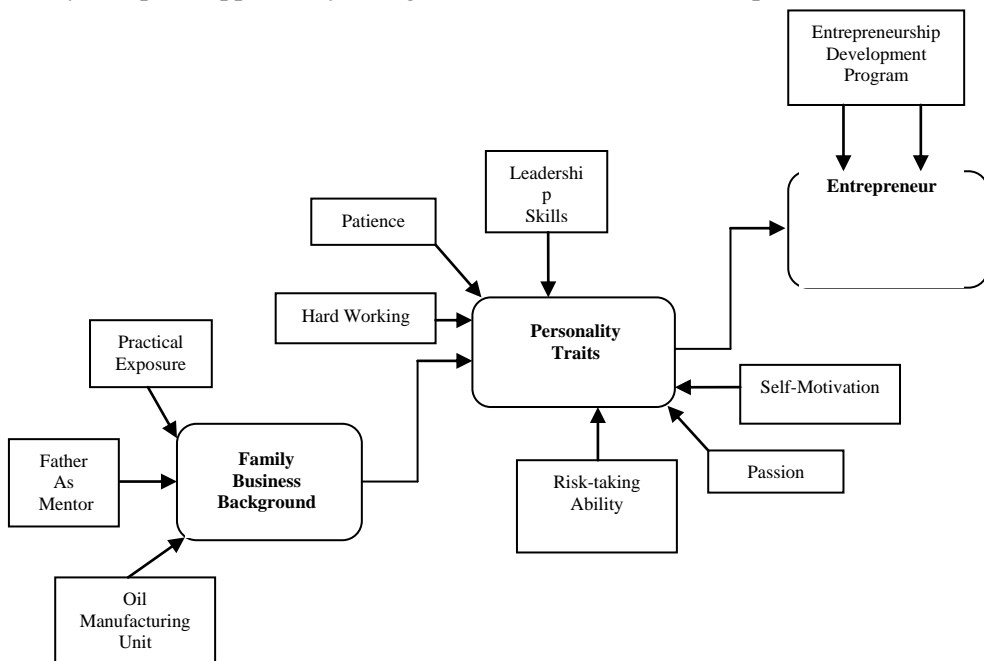 Entrepreneurship
Development
Program
Entrepreneur
Leadershi
p
Skills
Patience
Hard Working
Personality
Traits
Practical
Exposure
Self-Motivation
Family
Business
Background
Father
As
Mentor
Risk-taking
Ability
Passion
Oil
Manufacturing
Unit